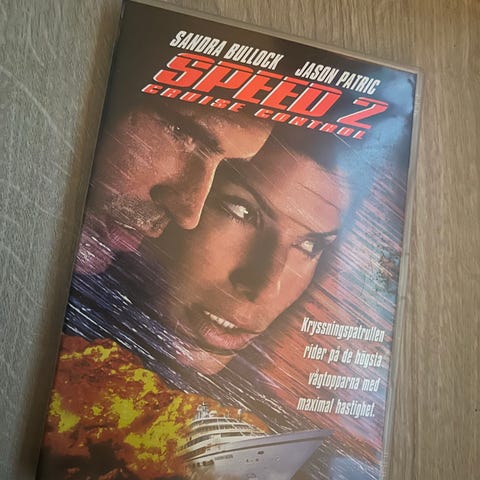 SANDRA BULLOCK JASON PATRIC
SPEED 2
CRUISE CONTROL
Kryssningspatrullen
rider på de högsta
vågtopparna med
maximal hastighet.